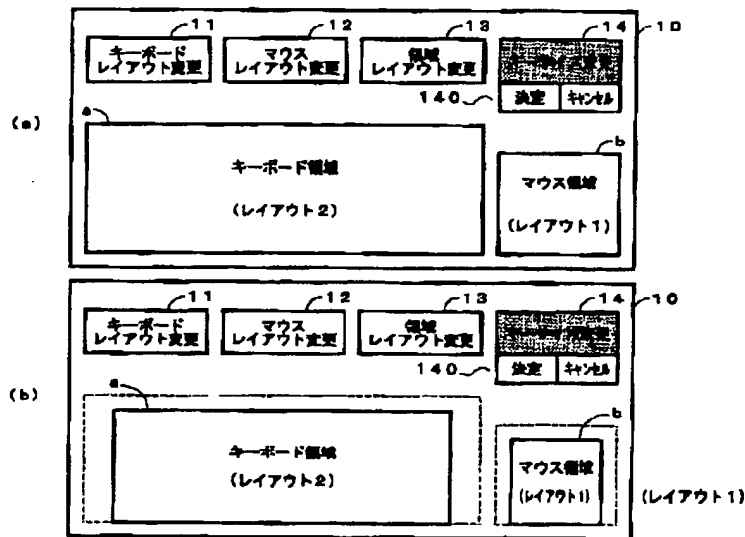 11 12 13 14 10
キーボード マウス 領域
レイアウト変更 レイアウト変更 レイアウト変更
140 決定 キャンセル
(a)
a b
キーボード領域
マウス領域
(レイアウト2)
(レイアウト1)
11 12 13 14 10
キーボード マウス 領域
レイアウト変更 レイアウト変更 レイアウト変更
140 決定 キャンセル
(b)
a b
キーボード領域
マウス領域
(レイアウト2)
(レイアウト1) (レイアウト1)